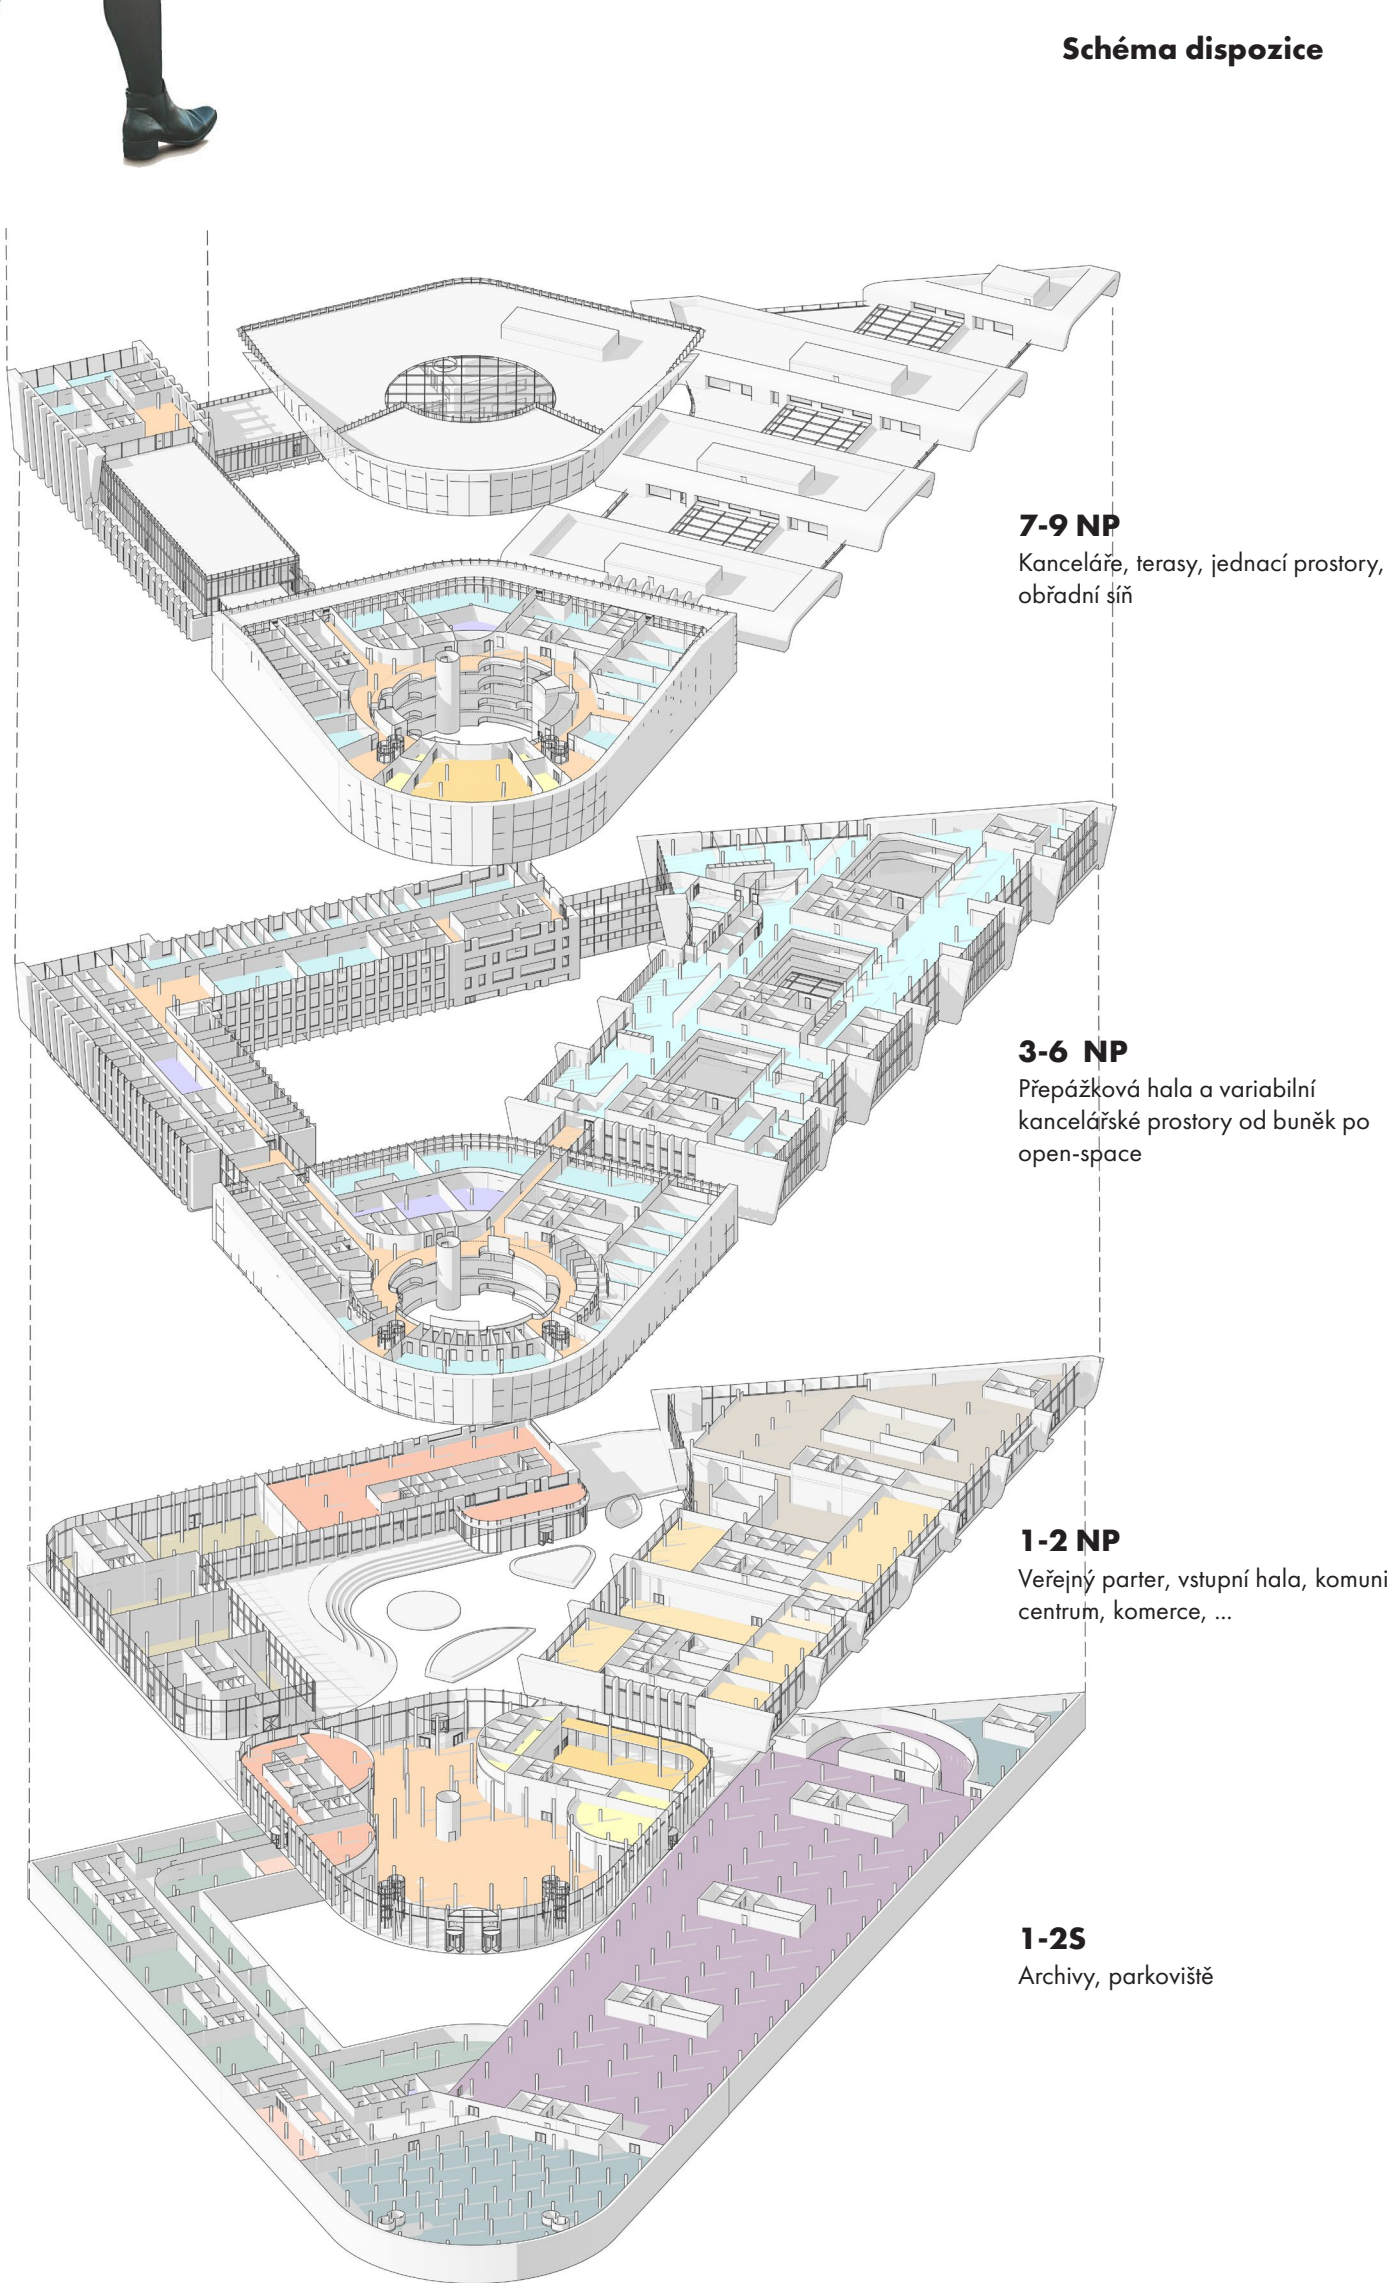 Schéma dispozice
7-9 NP
Kanceláře, terasy, jednací prostory,
obřadní síň
3-6 NP
Přepážková hala a variabilní
kancelářské prostory od buněk po
open-space
1-2 NP
Veřejný parter, vstupní hala, komuni
centrum, komerce, ...
1-2S
Archivy, parkoviště